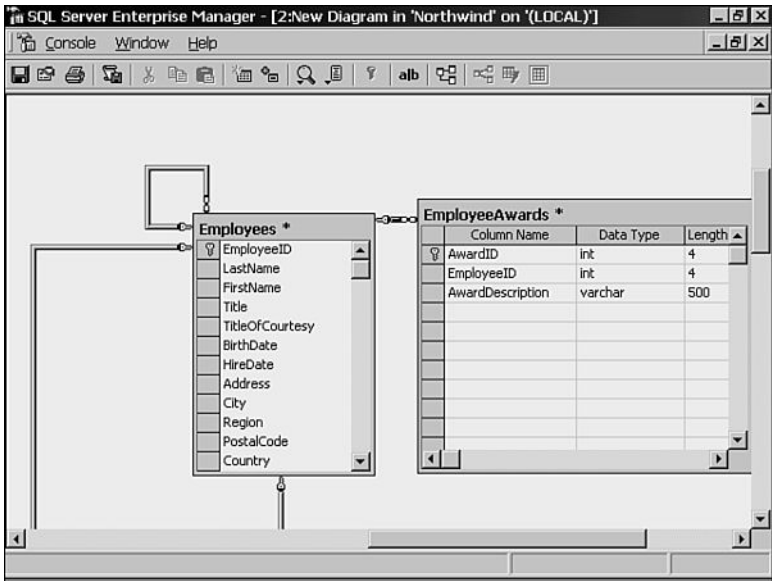 SQL Server Enterprise Manager - [2:New Diagram in 'Northwind' on '(LOCAL)']
Console Window Help
ab
Employees *
EmployeeID
LastName
FirstName
Title
TitleOfCourtesy
BirthDate
HireDate
Address
City
Region
PostalCode
Country
EmployeeAwards *
Column Name Data Type Length
AwardID int 4
EmployeeID int 4
AwardDescription varchar 500